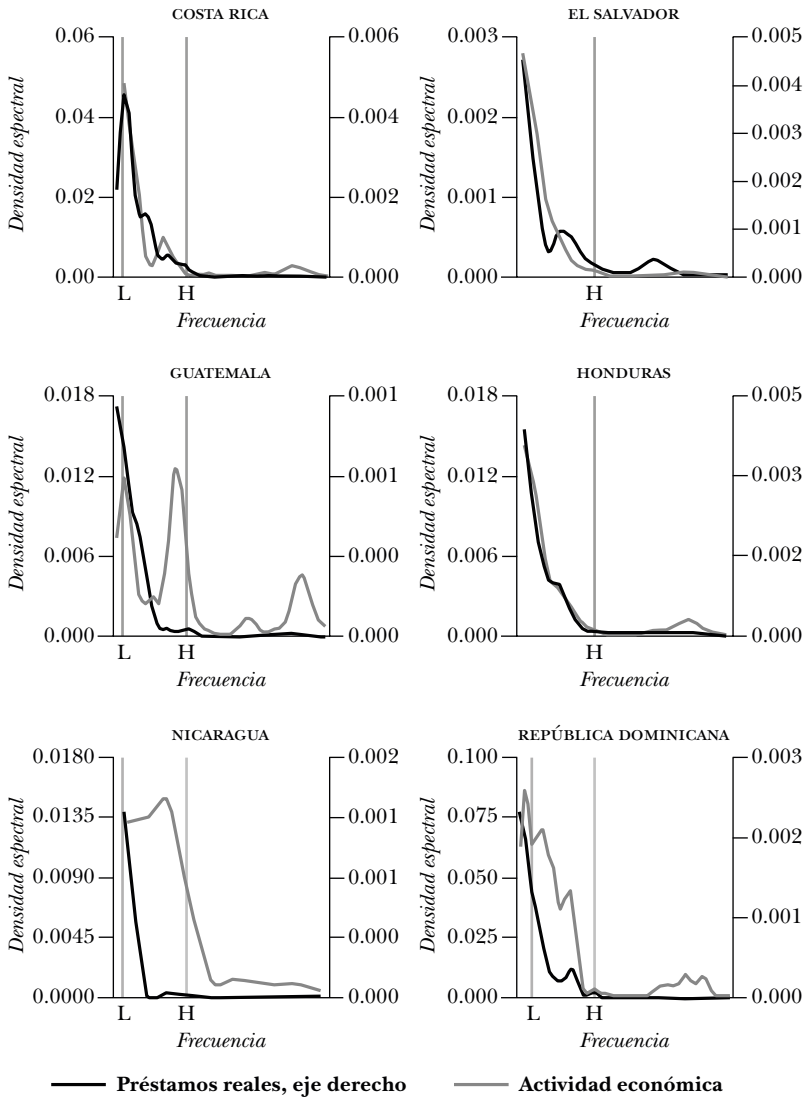 COSTA RICA
EL SALVADOR
0.06 0.006 0.003 0.005
0.04 0.004 0.002 0.004
0.003
0.02 0.002 0.001 0.002
0.001
0.00 0.000 0.000 0.000
Densidad espectral
Densidad espectral
L H H
Frecuencia Frecuencia
GUATEMALA HONDURAS
0.018 0.001 0.018 0.005
0.012 0.001 0.012 0.003
0.006 0.000 0.006 0.002
0.000 0.000 0.000 0.000
Densidad espectral
Densidad espectral
L H H
Frecuencia Frecuencia
NICARAGUA REPÚBLICA DOMINICANA
0.0180 0.002 0.100 0.003
0.0135 0.001 0.075 0.002
0.0090 0.001 0.050 0.001
0.0045 0.000 0.025
0.0000 0.000 0.000 0.000
Densidad espectral
Densidad espectral
L H L H
Frecuencia Frecuencia
Préstamos reales, eje derecho Actividad económica